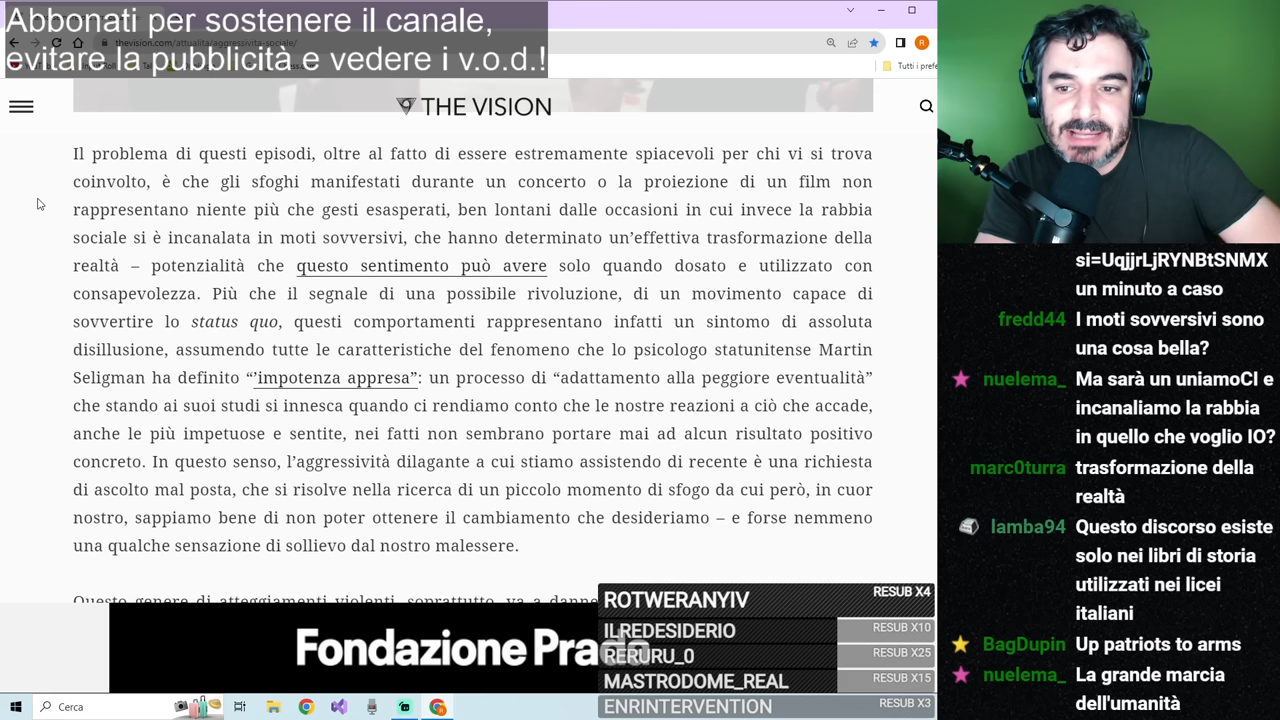 Abbonati per sostenere il canale,
evitare la pubblicità e vedere i v.o.d.!
thevision.com/attualita/aggressivita-sociale/
Tutti i prefe
THE VISION
Il problema di questi episodi, oltre al fatto di essere estremamente spiacevoli per chi vi si trova
coinvolto, è che gli sfoghi manifestati durante un concerto o la proiezione di un film non
rappresentano niente più che gesti esasperati, ben lontani dalle occasioni in cui invece la rabbia
sociale si è incanalata in moti sovversivi, che hanno determinato un’effettiva trasformazione della
realtà – potenzialità che questo sentimento può avere solo quando dosato e utilizzato con
consapevolezza. Più che il segnale di una possibile rivoluzione, di un movimento capace di
sovvertire lo status quo, questi comportamenti rappresentano infatti un sintomo di assoluta
disillusione, assumendo tutte le caratteristiche del fenomeno che lo psicologo statunitense Martin
Seligman ha definito “’impotenza appresa”: un processo di “adattamento alla peggiore eventualità”
che stando ai suoi studi si innesca quando ci rendiamo conto che le nostre reazioni a ciò che accade,
anche le più impetuose e sentite, nei fatti non sembrano portare mai ad alcun risultato positivo
concreto. In questo senso, l’aggressività dilagante a cui stiamo assistendo di recente è una richiesta
di ascolto mal posta, che si risolve nella ricerca di un piccolo momento di sfogo da cui però, in cuor
nostro, sappiamo bene di non poter ottenere il cambiamento che desideriamo – e forse nemmeno
una qualche sensazione di sollievo dal nostro malessere.
Questo genere di atteggiamenti violenti, soprattutto, va a danno
Fondazione Prada
ROTWERANYIV RESUB X4
ILREDESIDERIO RESUB X10
RERURU_0 RESUB X25
MASTRODOME_REAL RESUB X15
ENRINTERVENTION RESUB X3
Cerca
si=UqjjrLjRYNBtSNMX
un minuto a caso
fredd44 I moti sovversivi sono
una cosa bella?
nuelema_ Ma sarà un uniamoCI e
incanaliamo la rabbia
in quello che voglio IO?
marc0turra trasformazione della
realtà
lamba94 Questo discorso esiste
solo nei libri di storia
utilizzati nei licei
italiani
BagDupin Up patriots to arms
nuelema_ La grande marcia
dell'umanità